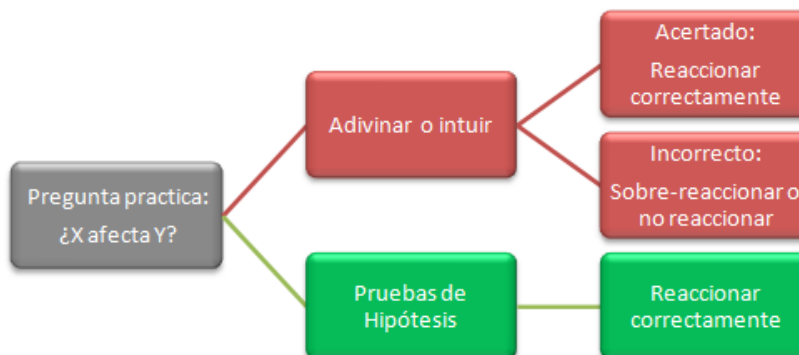 Pregunta practica:
¿X afecta Y?
Adivinar o intuir
Acertado:
Reaccionar
correctamente
Incorrecto:
Sobre-reaccionar o
no reaccionar
Pruebas de
Hipótesis
Reaccionar
correctamente